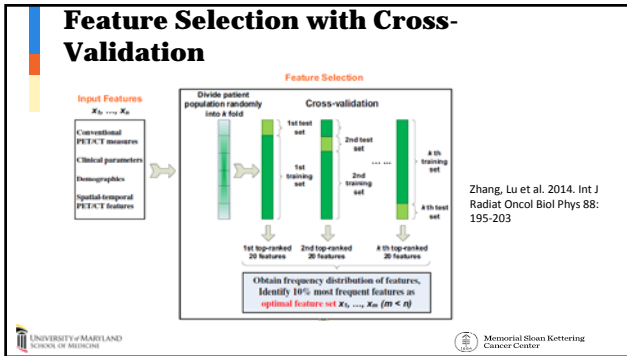 Feature Selection with Cross-
Validation
Feature Selection
Input Features
x1, ..., xn
Conventional
PET/CT measures
Clinical parameters
Demographics
Spatial-temporal
PET/CT features
Divide patient
population randomly
into k fold
Cross-validation
1st test
set
1st
training
set
2nd test
set
2nd
training
set
... ...
k th
training
set
k th test
set
1st top-ranked
20 features
2nd top-ranked
20 features
k th top-ranked
20 features
Obtain frequency distribution of features,
Identify 10% most frequent features as
optimal feature set x1, ..., xm (m < n)
Zhang, Lu et al. 2014. Int J
Radiat Oncol Biol Phys 88:
195-203
UNIVERSITY of MARYLAND
SCHOOL OF MEDICINE
Memorial Sloan Kettering
Cancer Center